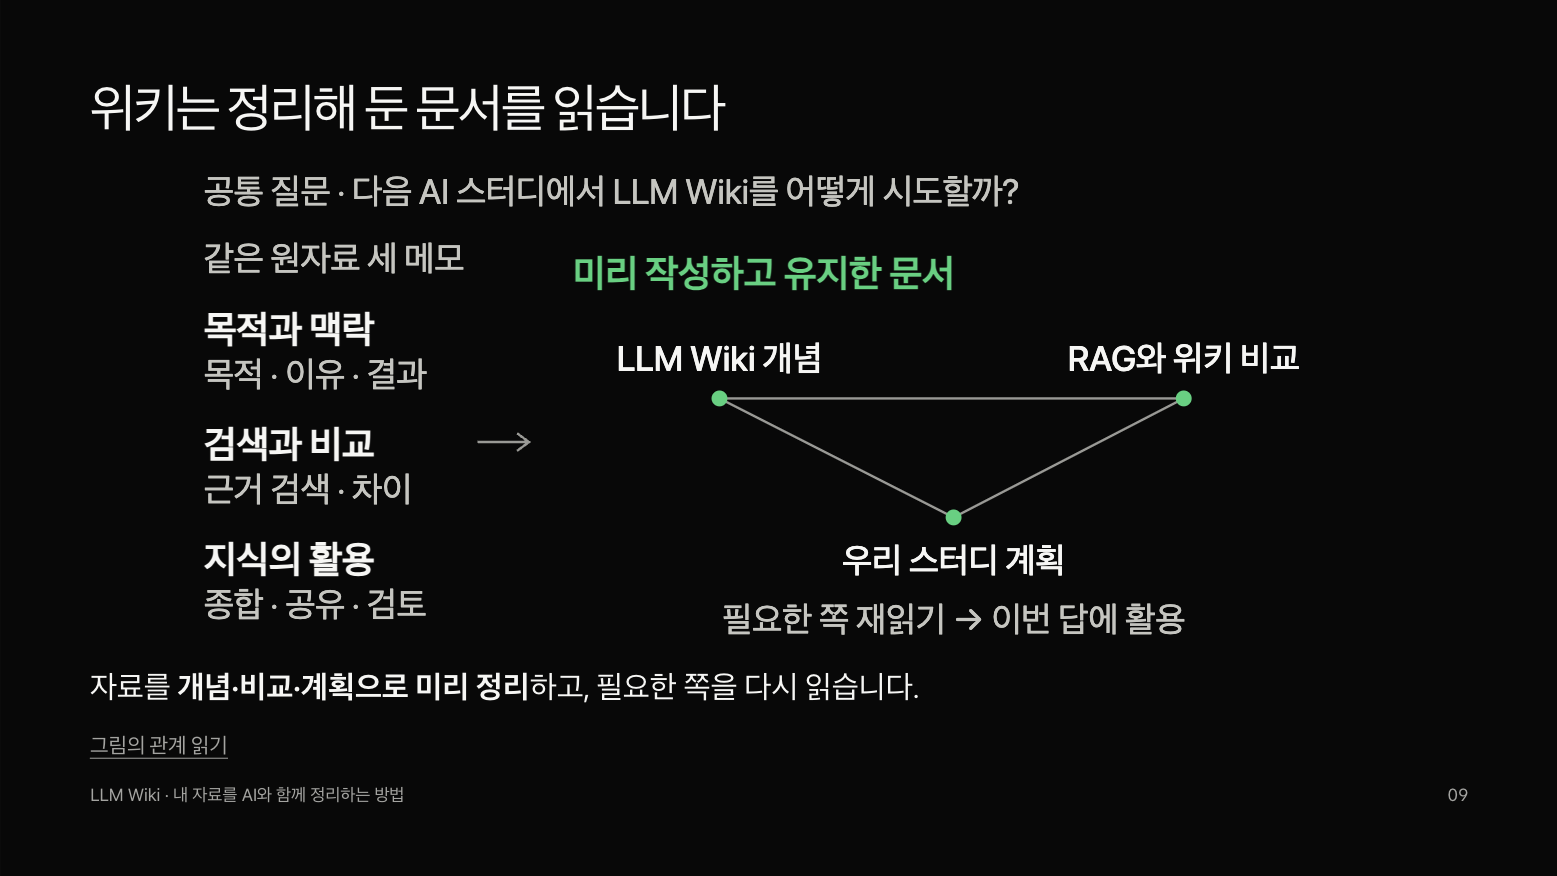 위키는 정리해 둔 문서를 읽습니다
공통 질문 · 다음 AI 스터디에서 LLM Wiki를 어떻게 시도할까?
같은 원자료 세 메모
미리 작성하고 유지한 문서
목적과 맥락
목적 · 이유 · 결과
검색과 비교
근거 검색 · 차이
지식의 활용
종합 · 공유 · 검토
→
LLM Wiki 개념
RAG와 위키 비교
우리 스터디 계획
필요한 쪽 재읽기 → 이번 답에 활용
자료를 개념·비교·계획으로 미리 정리하고, 필요한 쪽을 다시 읽습니다.
그림의 관계 읽기
LLM Wiki · 내 자료를 AI와 함께 정리하는 방법
09